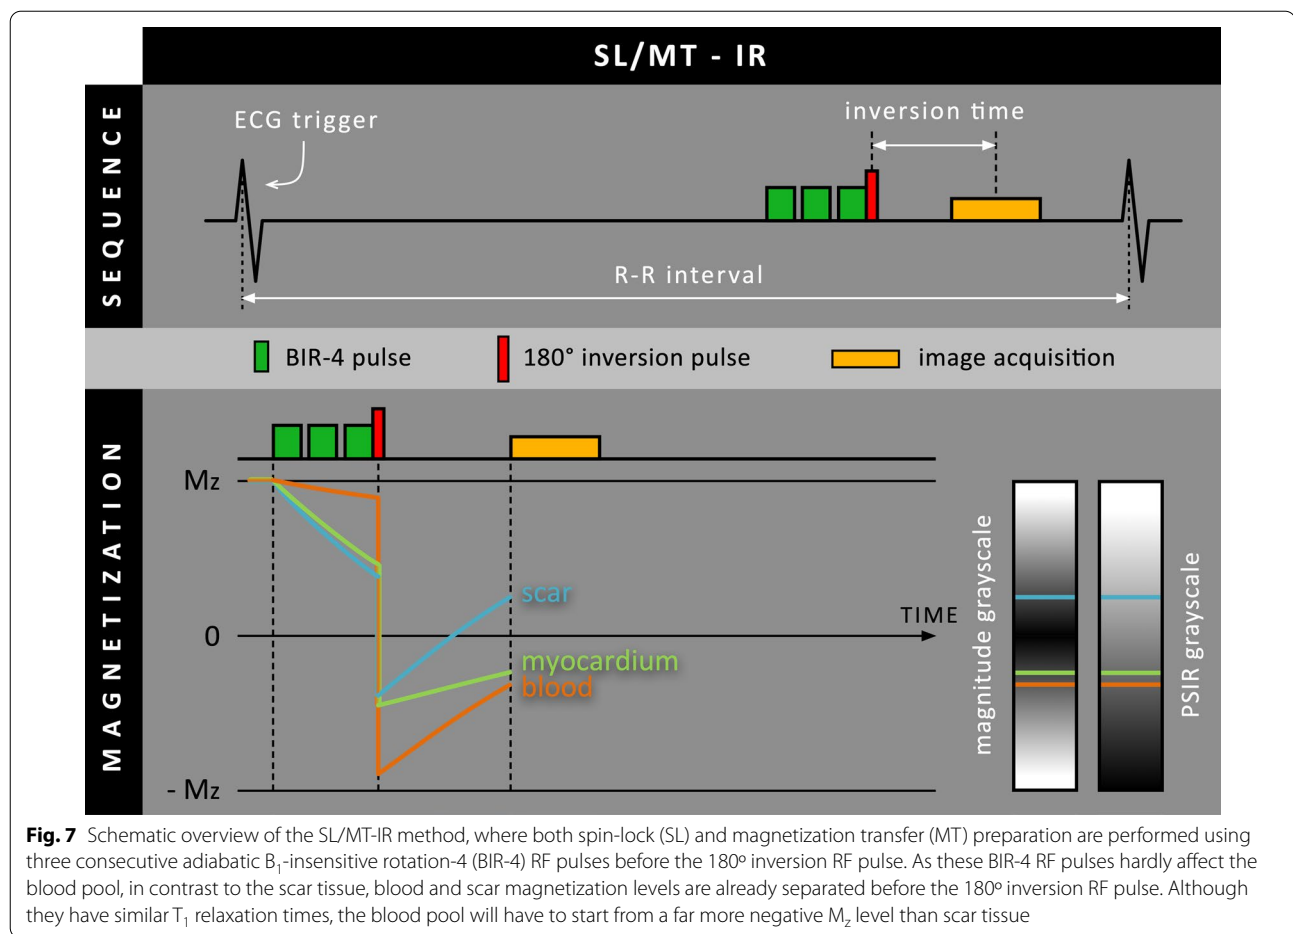 SL/MT - IR
SEQUENCE
ECG trigger
inversion time
R-R interval
BIR-4 pulse
180° inversion pulse
image acquisition
MAGNETIZATION
Mz
scar
0
TIME
myocardium
blood
- Mz
magnitude grayscale
PSIR grayscale
Fig. 7 Schematic overview of the SL/MT-IR method, where both spin-lock (SL) and magnetization transfer (MT) preparation are performed using
three consecutive adiabatic B₁-insensitive rotation-4 (BIR-4) RF pulses before the 180º inversion RF pulse. As these BIR-4 RF pulses hardly affect the
blood pool, in contrast to the scar tissue, blood and scar magnetization levels are already separated before the 180º inversion RF pulse. Although
they have similar T₁ relaxation times, the blood pool will have to start from a far more negative M_z level than scar tissue